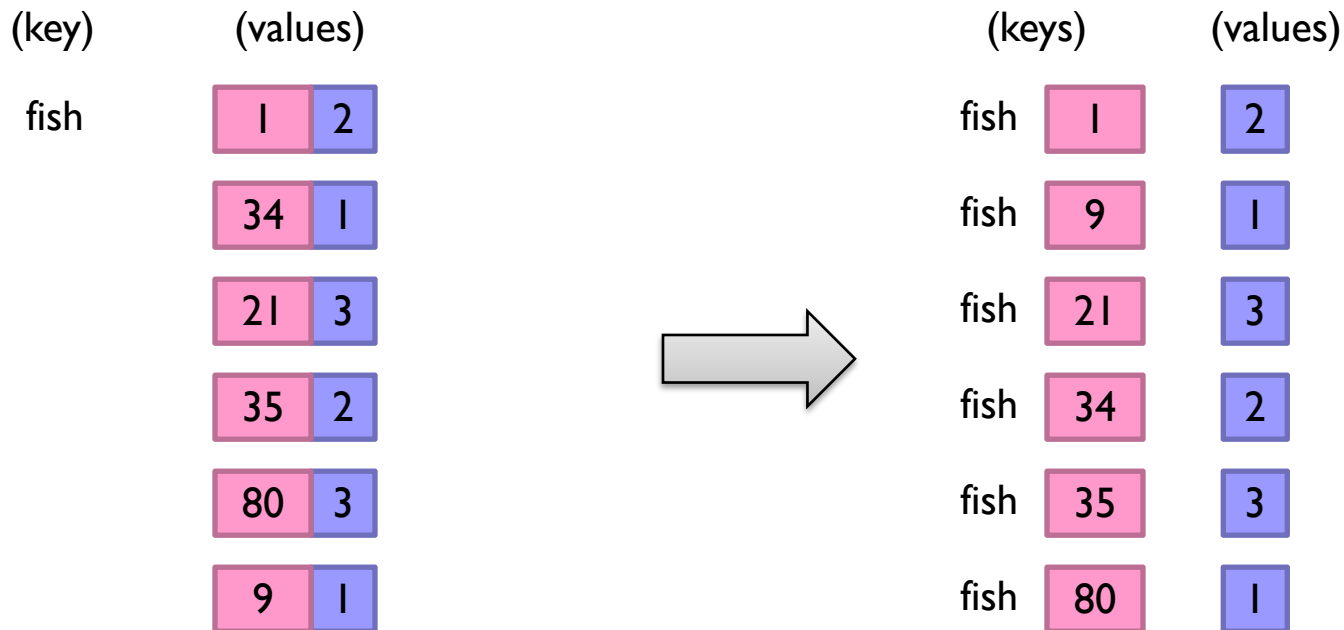 (key) (values) (keys) (values)
fish 1 2 fish 1 2
34 1 fish 9 1
21 3 fish 21 3
35 2 fish 34 2
80 3 fish 35 3
9 1 fish 80 1